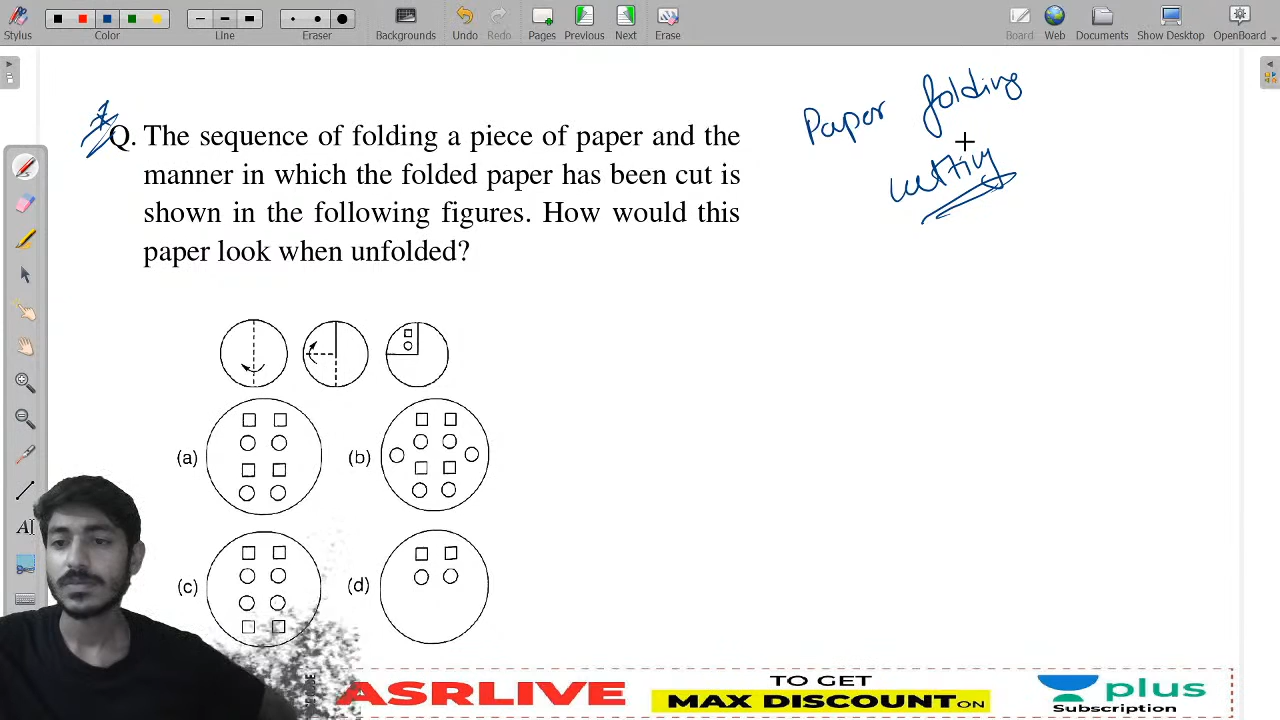 Stylus
Color
Line
Eraser
Backgrounds
Undo
Redo
Pages
Previous
Next
Erase
Board
Web
Documents
Show Desktop
OpenBoard
Paper folding
cutting
Q. The sequence of folding a piece of paper and the
manner in which the folded paper has been cut is
shown in the following figures. How would this
paper look when unfolded?
(a)
(b)
(c)
(d)
AI
ASRLIVE
TO GET
MAX DISCOUNT ON
plus
Subscription